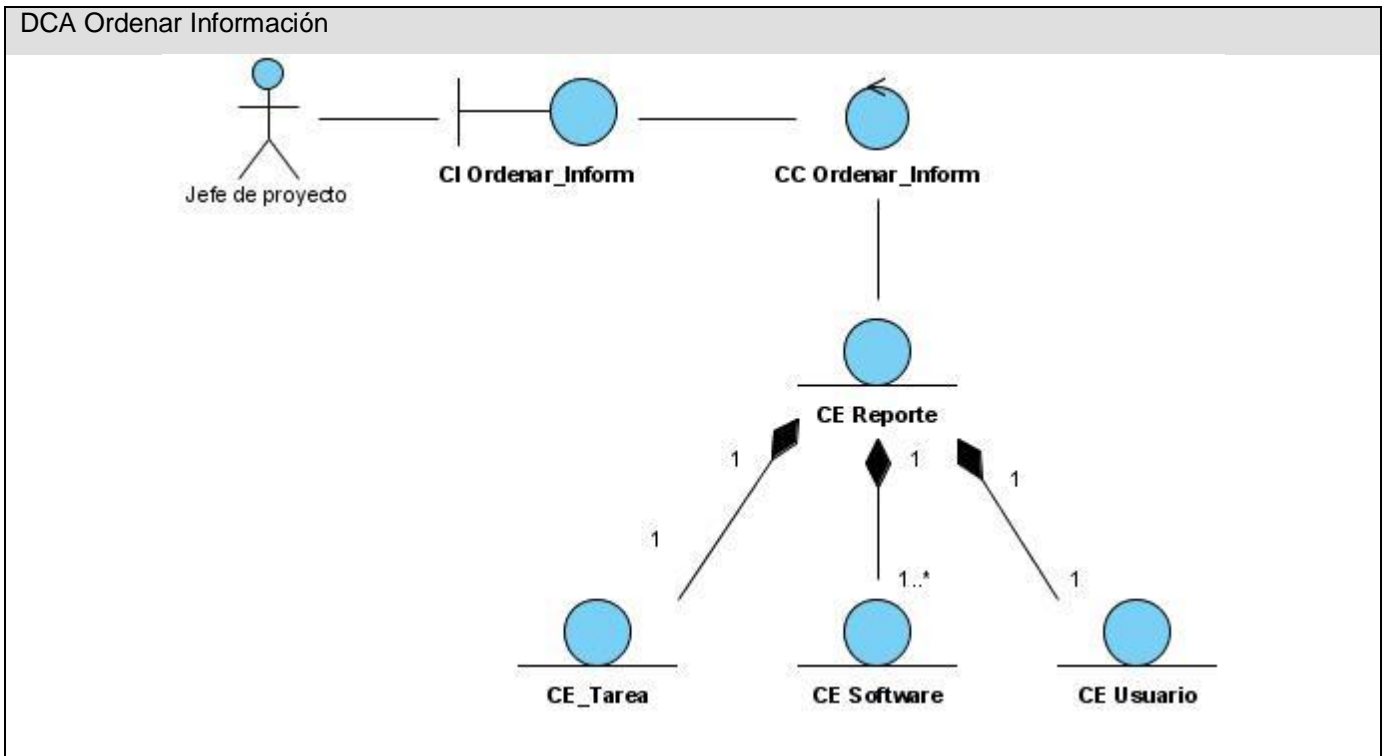 DCA Ordenar Información
CI Ordenar_Inform
CC Ordenar_Inform
Jefe de proyecto
CE Reporte
1
1
1
1
1..*
1
CE_Tarea
CE Software
CE Usuario